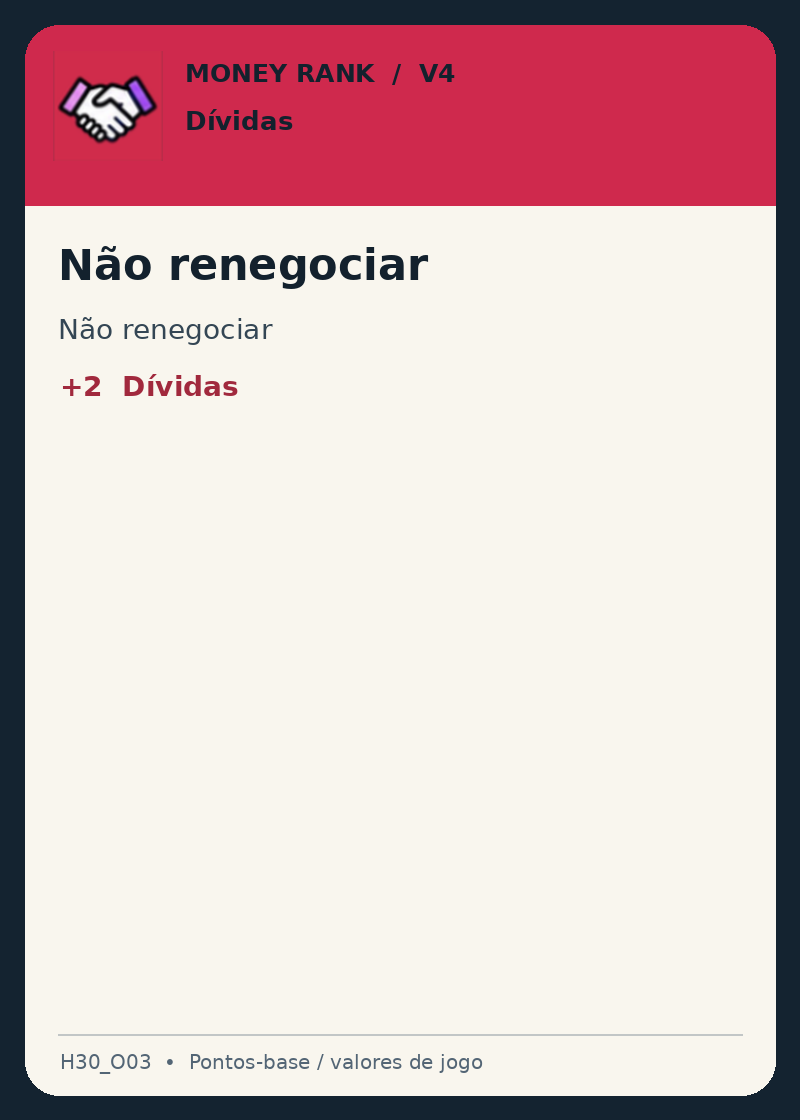 MONEY RANK / V4
Dívidas
Não renegociar
Não renegociar
+2 Dívidas
H30_O03 • Pontos-base / valores de jogo